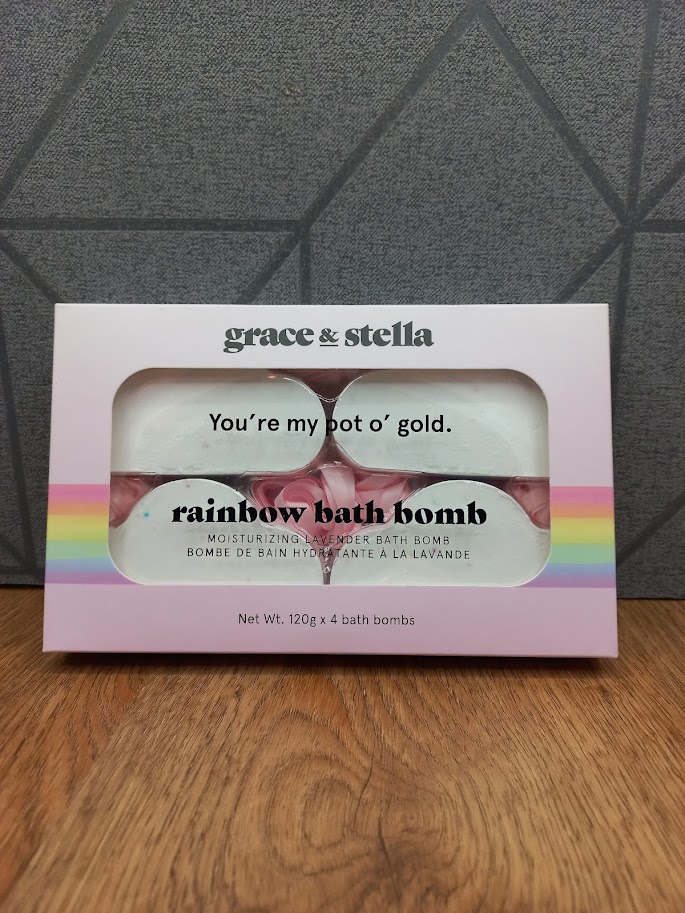 grace & stella
You're my pot o' gold.
rainbow bath bomb
MOISTURIZING LAVENDER BATH BOMB
BOMBE DE BAIN HYDRATANTE À LA LAVANDE
Net Wt. 120g x 4 bath bombs